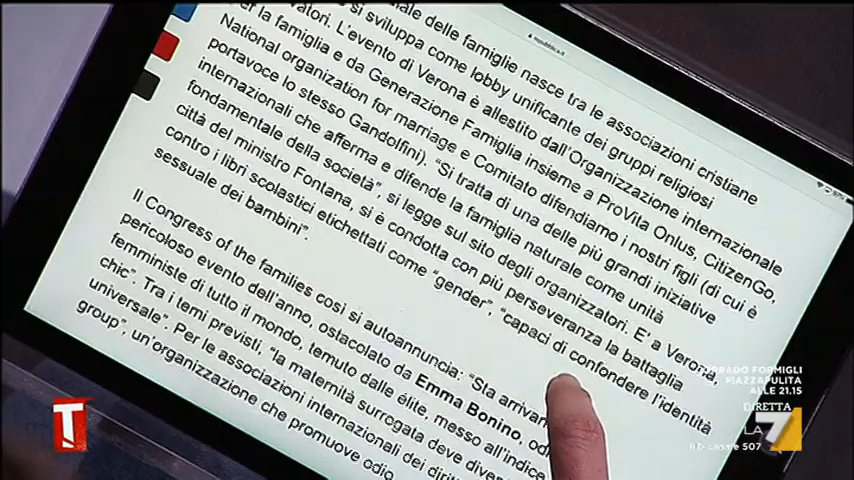 iale delle famiglie nasce tra le associazioni cristiane
si sviluppa come lobby unificante dei gruppi religiosi
vatori. L'evento di Verona è allestito dall'Organizzazione internazionale
per la famiglia e da Generazione Famiglia insieme a ProVita Onlus, CitizenGo,
National organization for marriage e Comitato difendiamo i nostri figli (di cui è
portavoce lo stesso Gandolfini). "Si tratta di una delle più grandi iniziative
internazionali che afferma e difende la famiglia naturale come unità
fondamentale della società", si legge sul sito degli organizzatori. E' a Verona,
città del ministro Fontana, si è condotta con più perseveranza la battaglia
contro i libri scolastici etichettati come "gender", "capaci di confondere l'identità
sessuale dei bambini".
Il Congress of the families così si autoannuncia: "Sta arrivan
pericoloso evento dell'anno, ostacolato da Emma Bonino, od
femministe di tutto il mondo, temuto dalle élite, messo all'indice
chic". Tra i temi previsti, "la maternità surrogata deve dives
universale". Per le associazioni internazionali dei diri
group", un'organizzazione che promuove odio
repubblica.it
CORRADO FORMIGLI
PIAZZAPULITA
ALLE 21.15
DIRETTA
LA7
HD canale 507
T